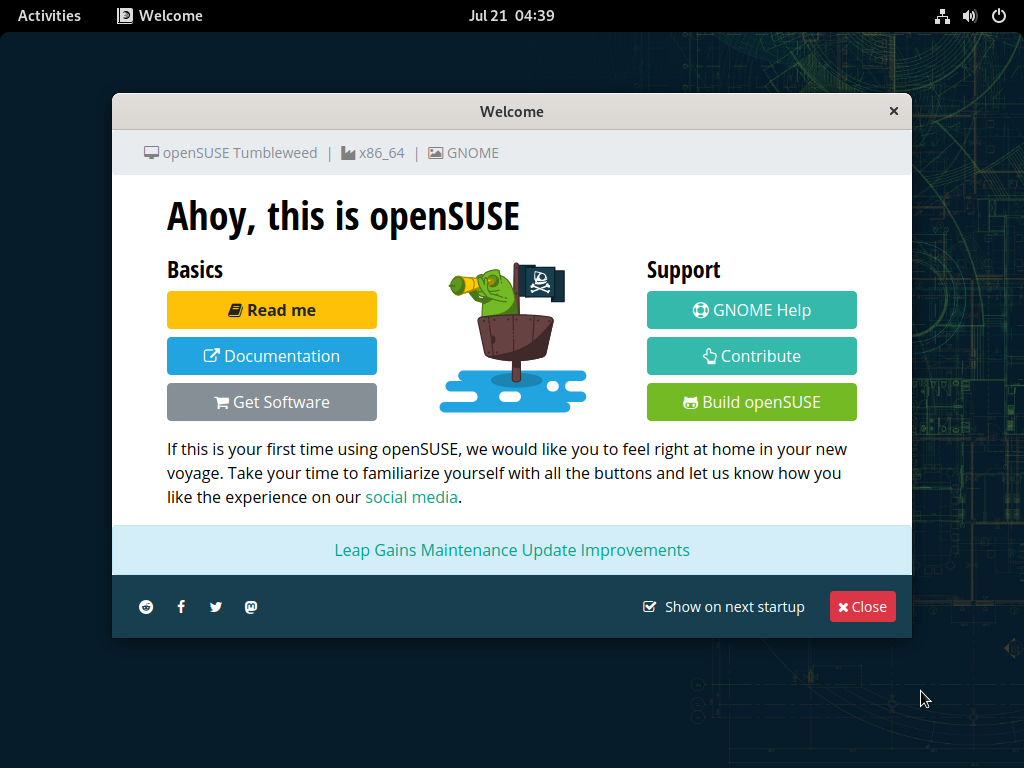 Activities Welcome Jul 21 04:39
Welcome
openSUSE Tumbleweed | x86_64 | GNOME
Ahoy, this is openSUSE
Basics
Read me
Documentation
Get Software
Support
GNOME Help
Contribute
Build openSUSE
If this is your first time using openSUSE, we would like you to feel right at home in your new
voyage. Take your time to familiarize yourself with all the buttons and let us know how you
like the experience on our social media.
Leap Gains Maintenance Update Improvements
Show on next startup
Close